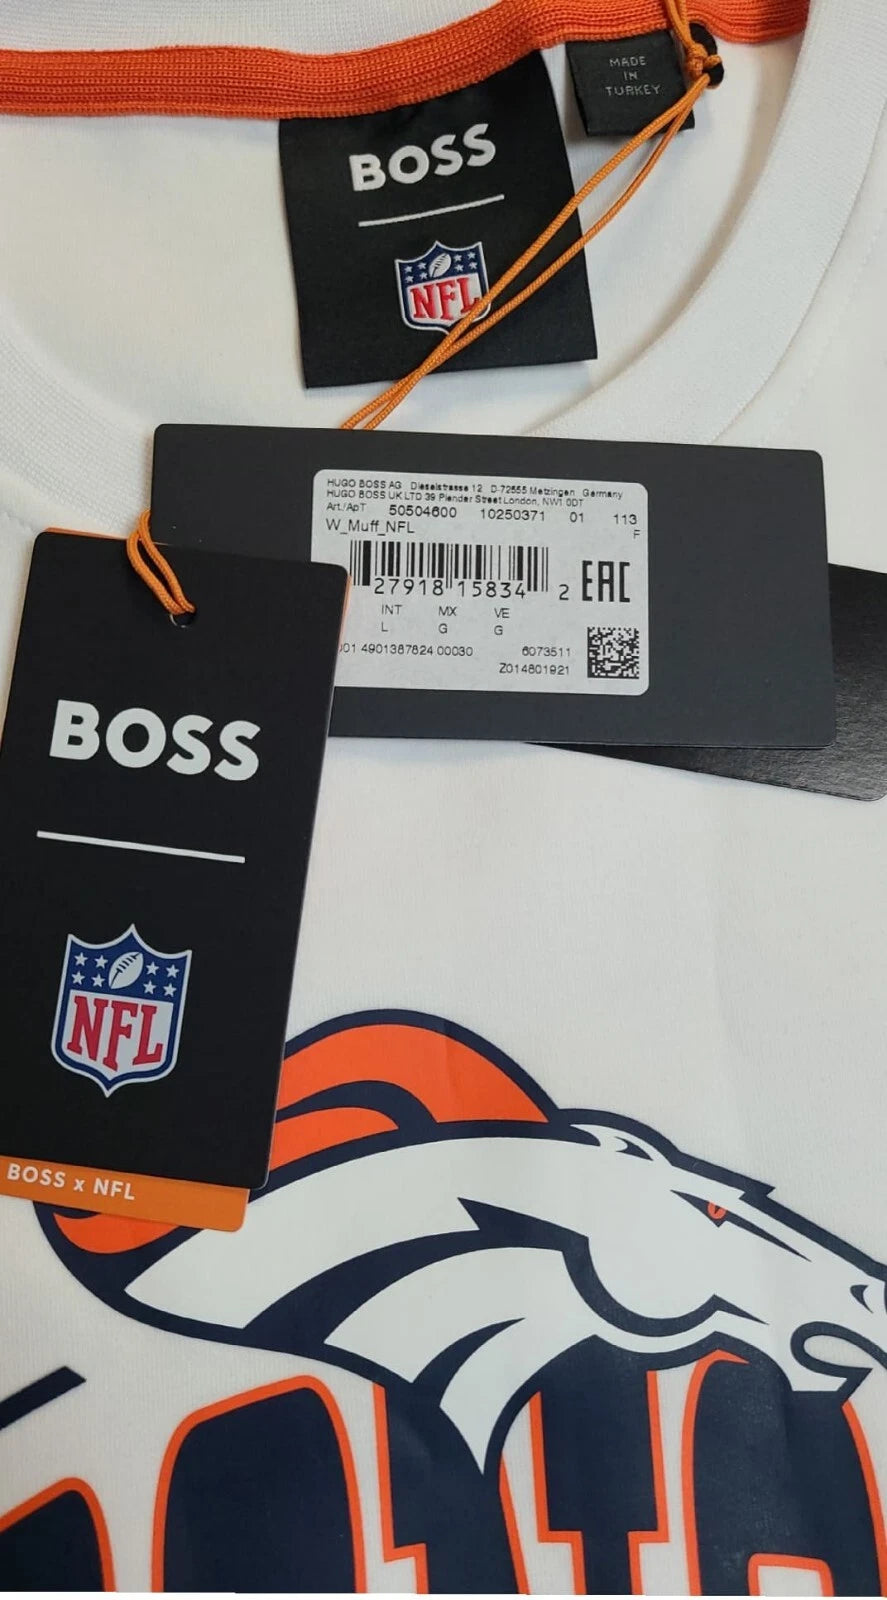 MADE
IN
TURKEY
BOSS
NFL
HUGO BOSS AG Dieselstrasse 12 D-72555 Metzingen Germany
HUGO BOSS UK LTD 39 Plender Street London, NW1 0DT
Art./ApT 50504600 10250371 01 113
W_Muff_NFL F
27918 15834 2 EAC
INT MX VE
L G G
001 4901387824 00030 6073511
Z014801921
BOSS
NFL
BOSS x NFL